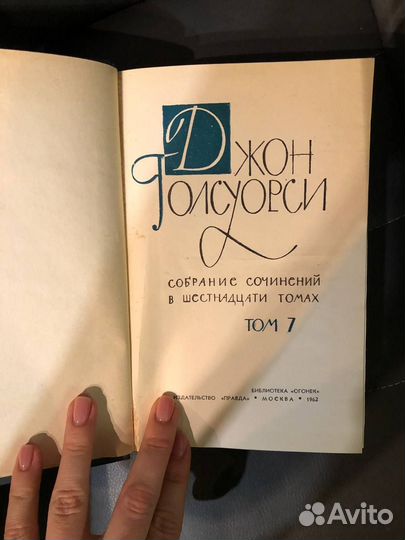 Джон
Голсуорси
СОБРАНИЕ СОЧИНЕНИЙ
В ШЕСТНАДЦАТИ ТОМАХ
ТОМ 7
БИБЛИОТЕКА «ОГОНЕК»
ИЗДАТЕЛЬСТВО «ПРАВДА» • МОСКВА • 1962
Avito